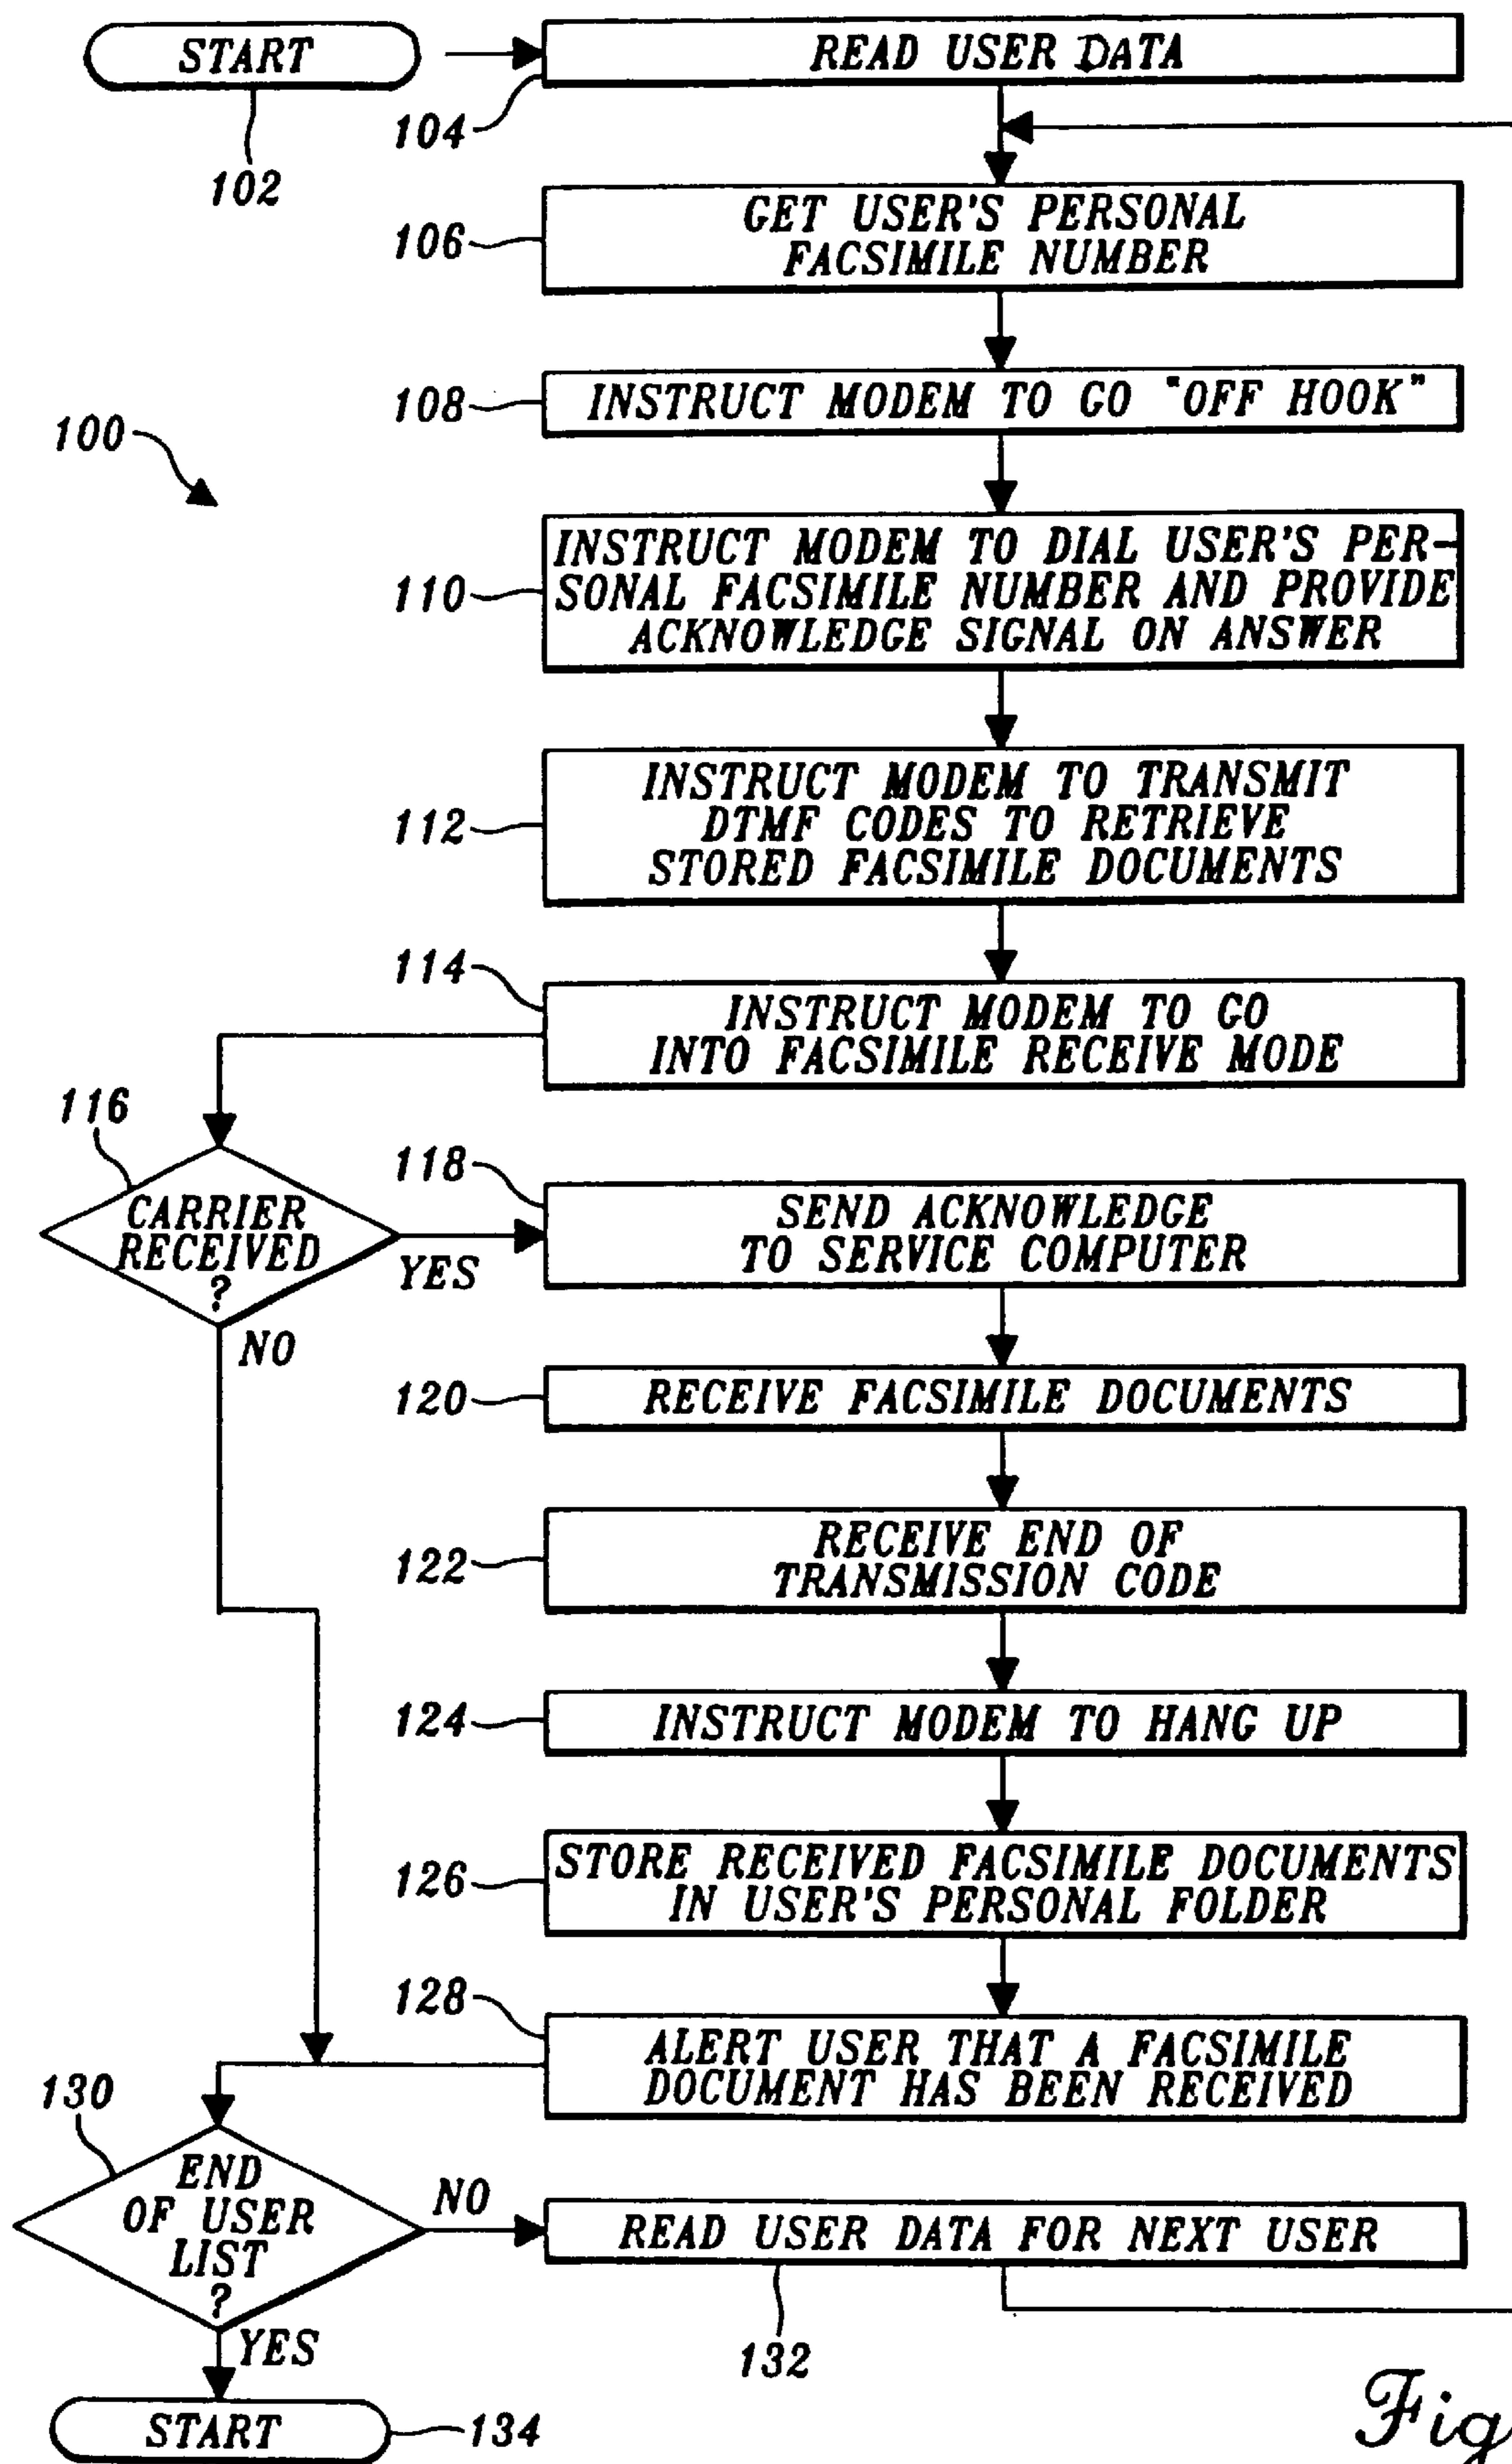 START
READ USER DATA
104
102
GET USER'S PERSONAL
FACSIMILE NUMBER
106
INSTRUCT MODEM TO GO "OFF HOOK"
108
100
INSTRUCT MODEM TO DIAL USER'S PER-
SONAL FACSIMILE NUMBER AND PROVIDE
ACKNOWLEDGE SIGNAL ON ANSWER
110
INSTRUCT MODEM TO TRANSMIT
DTMF CODES TO RETRIEVE
STORED FACSIMILE DOCUMENTS
112
114
INSTRUCT MODEM TO GO
INTO FACSIMILE RECEIVE MODE
116
CARRIER
RECEIVED
?
YES
NO
118
SEND ACKNOWLEDGE
TO SERVICE COMPUTER
120
RECEIVE FACSIMILE DOCUMENTS
122
RECEIVE END OF
TRANSMISSION CODE
124
INSTRUCT MODEM TO HANG UP
126
STORE RECEIVED FACSIMILE DOCUMENTS
IN USER'S PERSONAL FOLDER
128
ALERT USER THAT A FACSIMILE
DOCUMENT HAS BEEN RECEIVED
130
END
OF USER
LIST
?
NO
READ USER DATA FOR NEXT USER
132
YES
START
134
Fig